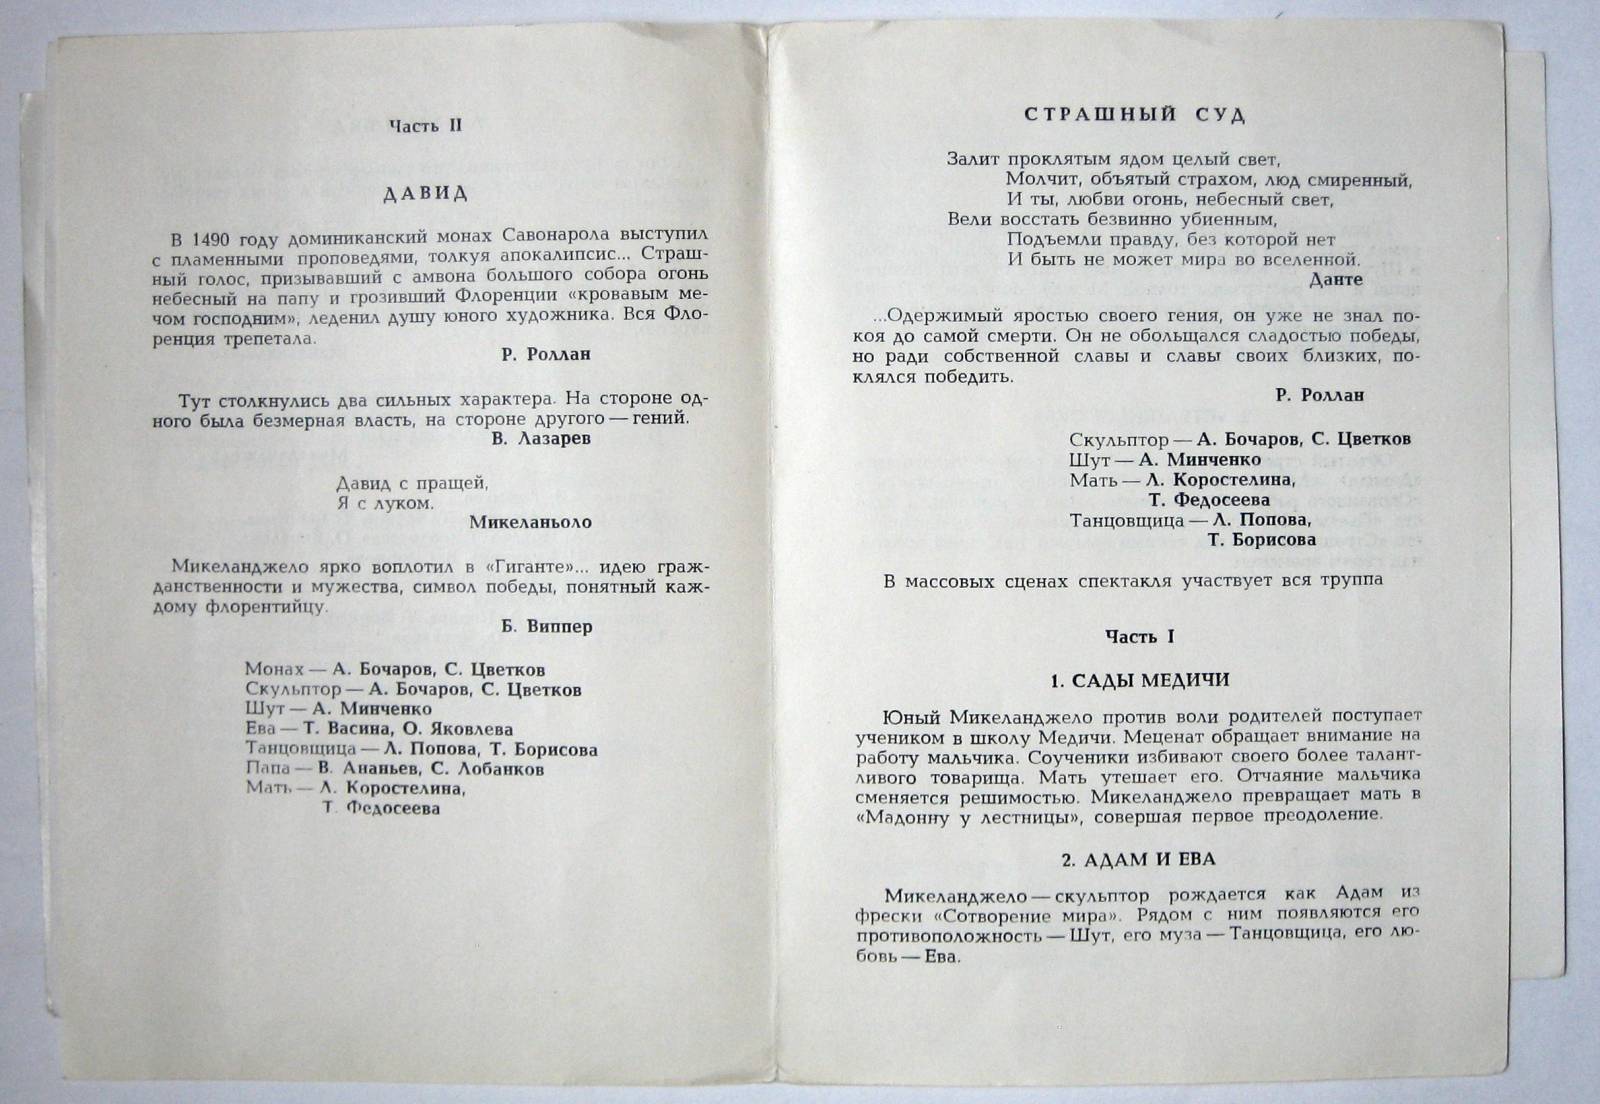 Часть II
ДАВИД
В 1490 году доминиканский монах Савонарола выступил
с пламенными проповедями, толкуя апокалипсис... Страш-
ный голос, призывавший с амвона большого собора огонь
небесный на папу и грозивший Флоренции «кровавым ме-
чом господним», леденил душу юного художника. Вся Фло-
ренция трепетала.
Р. Роллан
Тут столкнулись два сильных характера. На стороне од-
ного была безмерная власть, на стороне другого — гений.
В. Лазарев
Давид с пращей,
Я с луком.
Микеланьоло
Микеланджело ярко воплотил в «Гиганте»... идею граж-
данственности и мужества, символ победы, понятный каж-
дому флорентийцу.
Б. Виппер
Монах — А. Бочаров, С. Цветков
Скульптор — А. Бочаров, С. Цветков
Шут — А. Минченко
Ева — Т. Васина, О. Яковлева
Танцовщица — Л. Попова, Т. Борисова
Папа — В. Ананьев, С. Лобанков
Мать — Л. Коростелина,
Т. Федосеева
СТРАШНЫЙ СУД
Залит проклятым ядом целый свет,
Молчит, объятый страхом, люд смиренный,
И ты, любви огонь, небесный свет,
Вели восстать безвинно убиенным,
Подъемли правду, без которой нет
И быть не может мира во вселенной.
Данте
...Одержимый яростью своего гения, он уже не знал по-
коя до самой смерти. Он не обольщался сладостью победы,
но ради собственной славы и славы своих близких, по-
клялся победить.
Р. Роллан
Скульптор — А. Бочаров, С. Цветков
Шут — А. Минченко
Мать — Л. Коростелина,
Т. Федосеева
Танцовщица — Л. Попова,
Т. Борисова
В массовых сценах спектакля участвует вся труппа
Часть I
1. САДЫ МЕДИЧИ
Юный Микеланджело против воли родителей поступает
учеником в школу Медичи. Меценат обращает внимание на
работу мальчика. Соученики избивают своего более талант-
ливого товарища. Мать утешает его. Отчаяние мальчика
сменяется решимостью. Микеланджело превращает мать в
«Мадонну у лестницы», совершая первое преодоление.
2. АДАМ И ЕВА
Микеланджело — скульптор рождается как Адам из
фрески «Сотворение мира». Рядом с ним появляются его
противоположность — Шут, его муза — Танцовщица, его лю-
бовь — Ева.